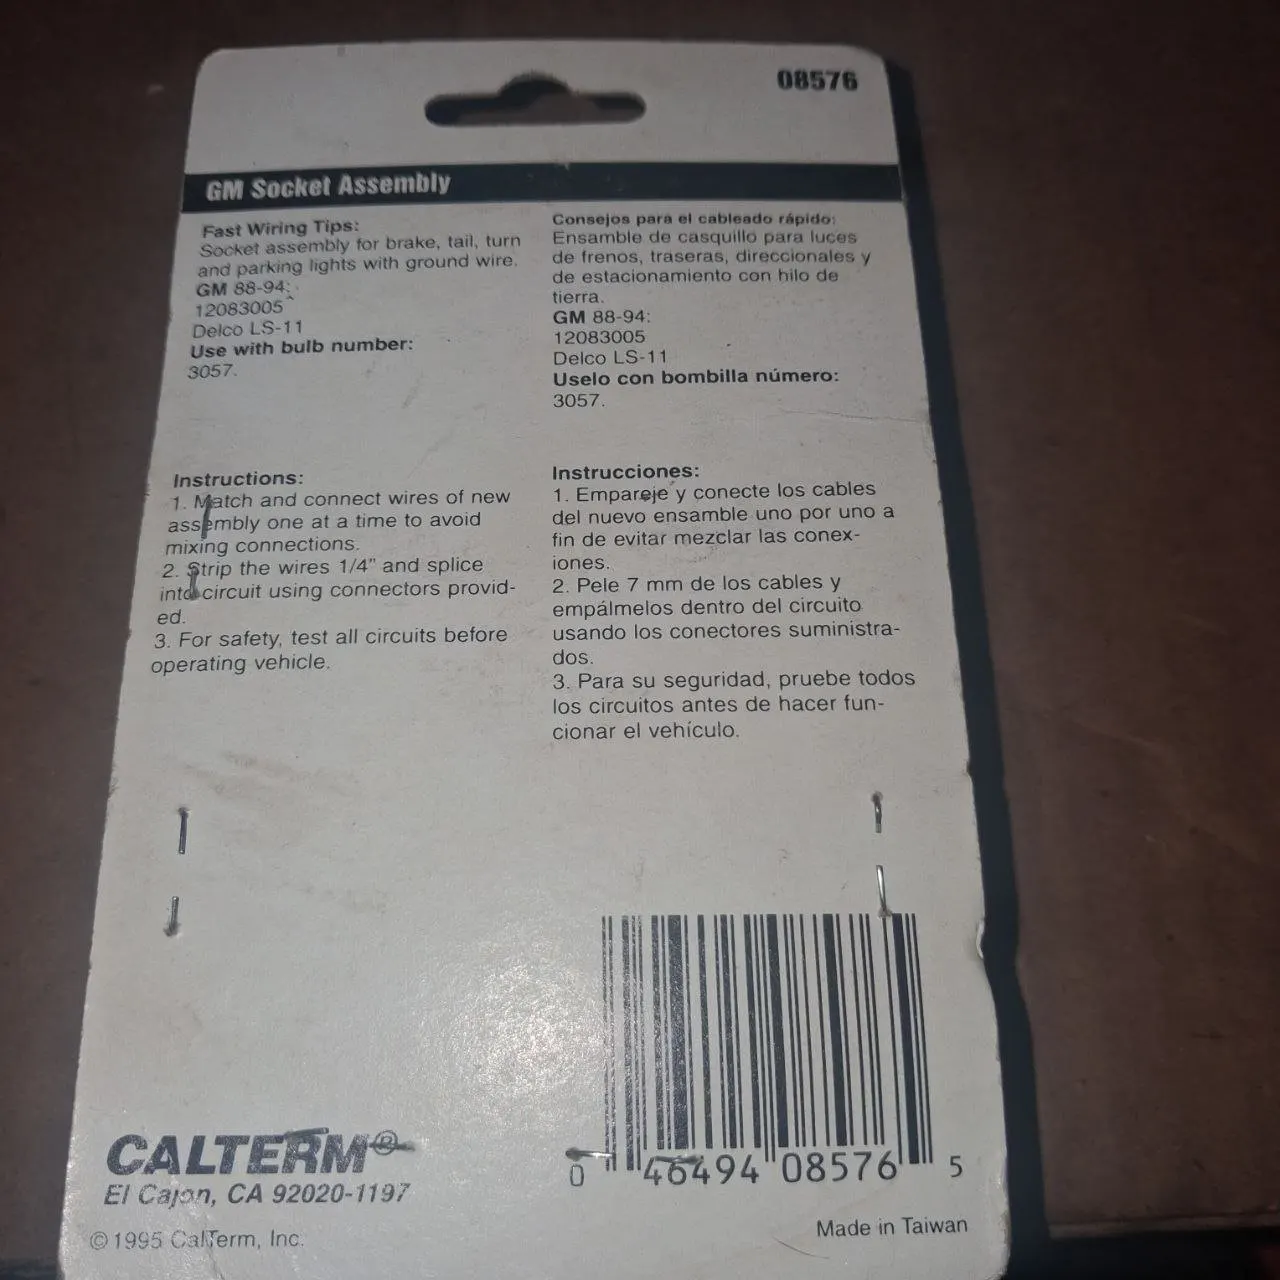 08576
GM Socket Assembly
Fast Wiring Tips:
Socket assembly for brake, tail, turn
and parking lights with ground wire.
GM 88-94:
12083005
Delco LS-11
Use with bulb number:
3057.
Instructions:
1. Match and connect wires of new
assembly one at a time to avoid
mixing connections.
2. Strip the wires 1/4" and splice
into circuit using connectors provid-
ed.
3. For safety, test all circuits before
operating vehicle.
Consejos para el cableado rápido:
Ensamble de casquillo para luces
de frenos, traseras, direccionales y
de estacionamiento con hilo de
tierra.
GM 88-94:
12083005
Delco LS-11
Uselo con bombilla número:
3057.
Instrucciones:
1. Empareje y conecte los cables
del nuevo ensamble uno por uno a
fin de evitar mezclar las conex-
iones.
2. Pele 7 mm de los cables y
empálmelos dentro del circuito
usando los conectores suministra-
dos.
3. Para su seguridad, pruebe todos
los circuitos antes de hacer fun-
cionar el vehículo.
CALTERM®
El Cajon, CA 92020-1197
© 1995 CalTerm, Inc.
0 46494 08576 5
Made in Taiwan